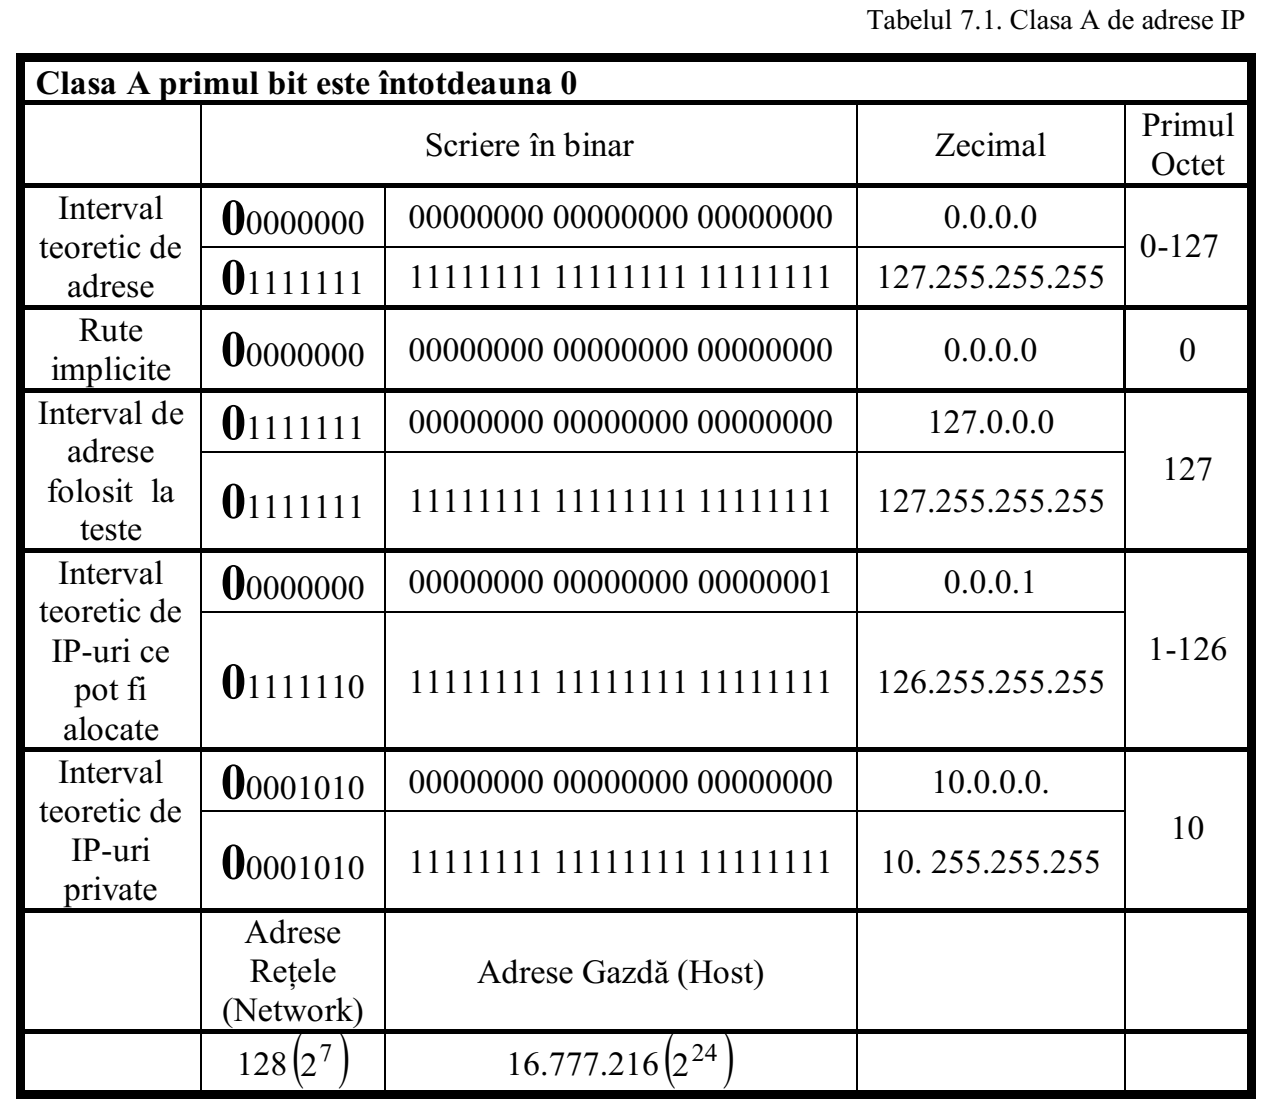 Tabelul 7.1. Clasa A de adrese IP
Clasa A primul bit este întotdeauna 0
Scriere în binar
Zecimal
Primul
Octet
Interval
teoretic de
adrese
00000000
00000000 00000000 00000000
0.0.0.0
01111111
11111111 11111111 11111111
127.255.255.255
0-127
Rute
implicite
00000000
00000000 00000000 00000000
0.0.0.0
0
Interval de
adrese
folosit la
teste
01111111
00000000 00000000 00000000
127.0.0.0
01111111
11111111 11111111 11111111
127.255.255.255
127
Interval
teoretic de
IP-uri ce
pot fi
alocate
00000000
00000000 00000000 00000001
0.0.0.1
01111110
11111111 11111111 11111111
126.255.255.255
1-126
Interval
teoretic de
IP-uri
private
00001010
00000000 00000000 00000000
10.0.0.0.
00001010
11111111 11111111 11111111
10. 255.255.255
10
Adrese
Rețele
(Network)
Adrese Gazdă (Host)
128(2^7)
16.777.216(2^24)